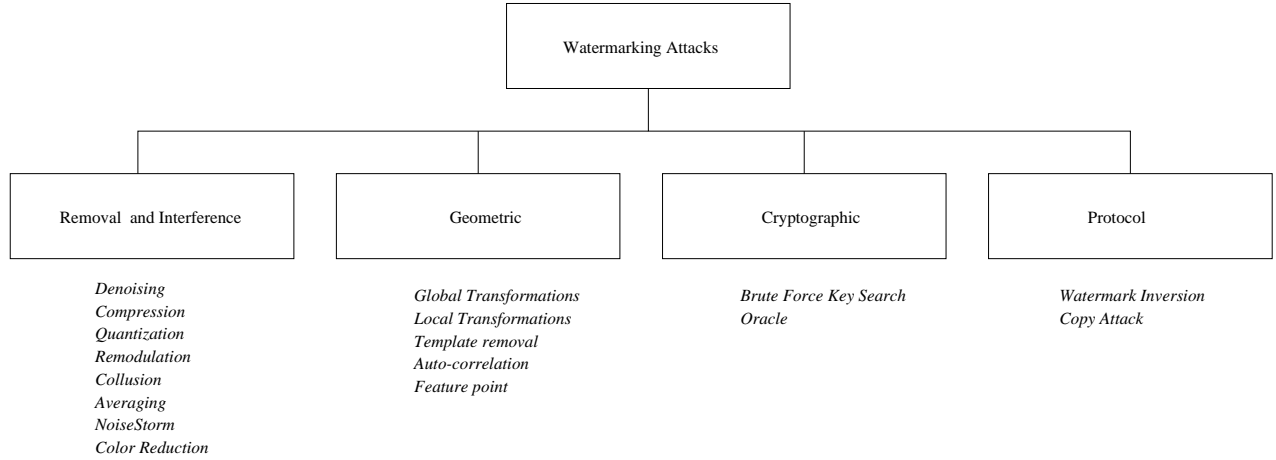 Watermarking Attacks
Removal and Interference
Geometric
Cryptographic
Protocol
Denoising
Compression
Quantization
Remodulation
Collusion
Averaging
NoiseStorm
Color Reduction
Global Transformations
Local Transformations
Template removal
Auto-correlation
Feature point
Brute Force Key Search
Oracle
Watermark Inversion
Copy Attack